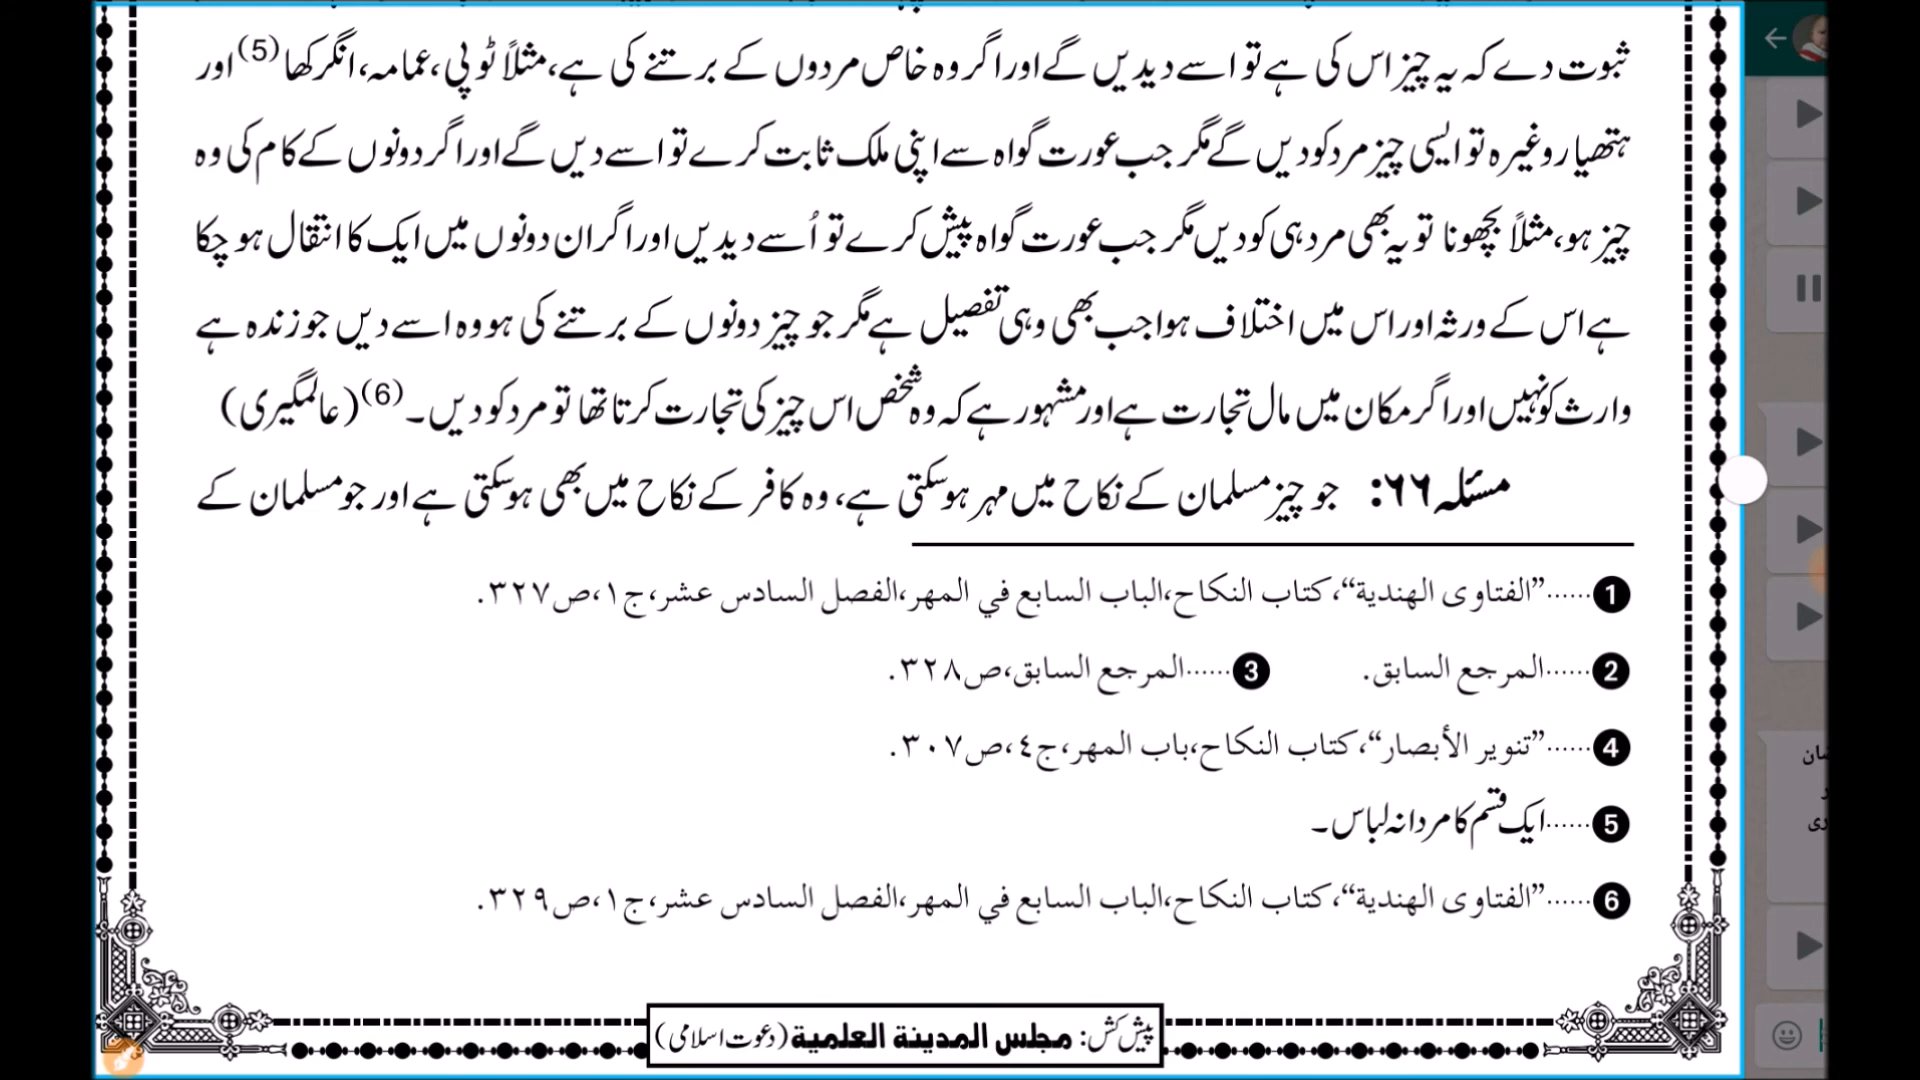 ثبوت دے کہ یہ چیز اس کی ہے تو اسے دیدیں گے اور اگر وہ خاص مردوں کے برتنے کی ہے، مثلاً ٹوپی، عمامہ، انگرکھا(5) اور
ہتھیار وغیرہ تو ایسی چیز مرد کو دیں گے مگر جب عورت گواہ سے اپنی ملک ثابت کرے تو اسے دیں گے اور اگر دونوں کے کام کی وہ
چیز ہو، مثلاً بچھونا تو یہ بھی مرد ہی کو دیں مگر جب عورت گواہ پیش کرے تو اُسے دیدیں اور اگر ان دونوں میں ایک کا انتقال ہو چکا
ہے اس کے ورثہ اور اس میں اختلاف ہوا جب بھی وہی تفصیل ہے مگر جو چیز دونوں کے برتنے کی ہو وہ اسے دیں جو زندہ ہے
وارث کو نہیں اور اگر مکان میں مال تجارت ہے اور مشہور ہے کہ وہ شخص اس چیز کی تجارت کرتا تھا تو مرد کو دیں۔(6) (عالمگیری)
مسئلہ ۶۶: جو چیز مسلمان کے نکاح میں مہر ہو سکتی ہے، وہ کافر کے نکاح میں بھی ہو سکتی ہے اور جو مسلمان کے
1......”الفتاوى الهندية“، كتاب النكاح، الباب السابع في المهر، الفصل السادس عشر، ج١، ص٣٢٧.
2......المرجع السابق. 3......المرجع السابق، ص٣٢٨.
4......”تنوير الأبصار“، كتاب النكاح، باب المهر، ج٤، ص٣٠٧.
5......ایک قسم کا مردانہ لباس۔
6......”الفتاوى الهندية“، كتاب النكاح، الباب السابع في المهر، الفصل السادس عشر، ج١، ص٣٢٩.
پیش کش: مجلس المدينة العلمية (دعوت اسلامی)